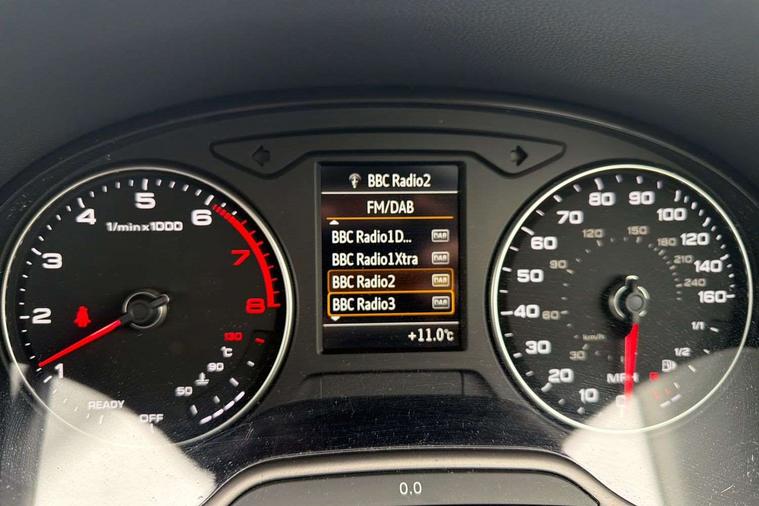 BBC Radio2
FM/DAB
BBC Radio1D... DAB
BBC Radio1Xtra DAB
BBC Radio2 DAB
BBC Radio3 DAB
+11.0°C
1/min x 1000
1
2
3
4
5
6
7
8
130
°C
90
50
READY
OFF
0
10
20
30
40
50
60
70
80
90
100
120
140
160
30
60
90
120
150
180
210
240
km/h
MPH
1/1
1/2
0.0